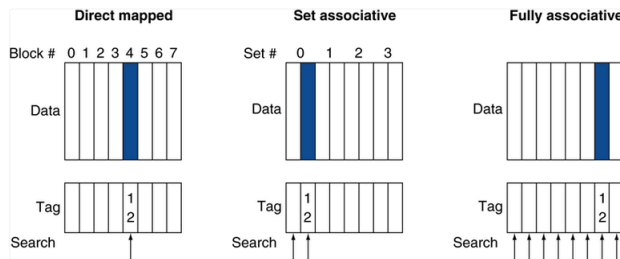 Direct mapped
Block # 0 1 2 3 4 5 6 7
Data
Tag
1
2
Search
Set associative
Set # 0 1 2 3
Data
Tag
1
2
Search
Fully associative
Data
Tag
1
2
Search